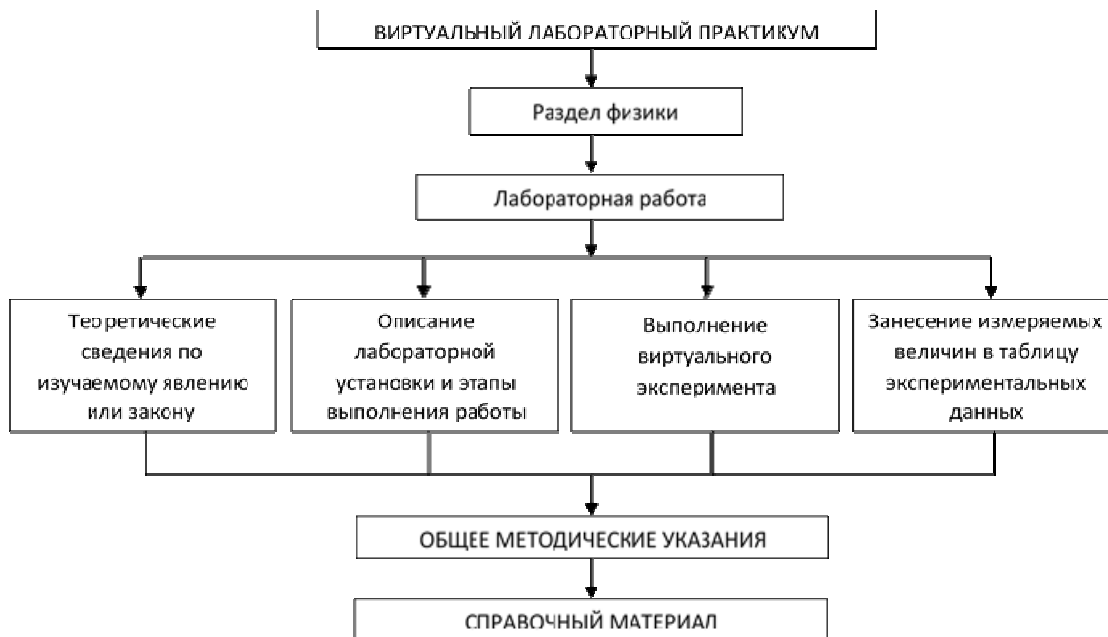 ВИРТУАЛЬНЫЙ ЛАБОРАТОРНЫЙ ПРАКТИКУМ
Раздел физики
Лабораторная работа
Теоретические
сведения по
изучаемому явлению
или закону
Описание
лабораторной
установки и этапы
выполнения работы
Выполнение
виртуального
эксперимента
Занесение измеряемых
величин в таблицу
экспериментальных
данных
ОБЩЕЕ МЕТОДИЧЕСКИЕ УКАЗАНИЯ
СПРАВОЧНЫЙ МАТЕРИАЛ